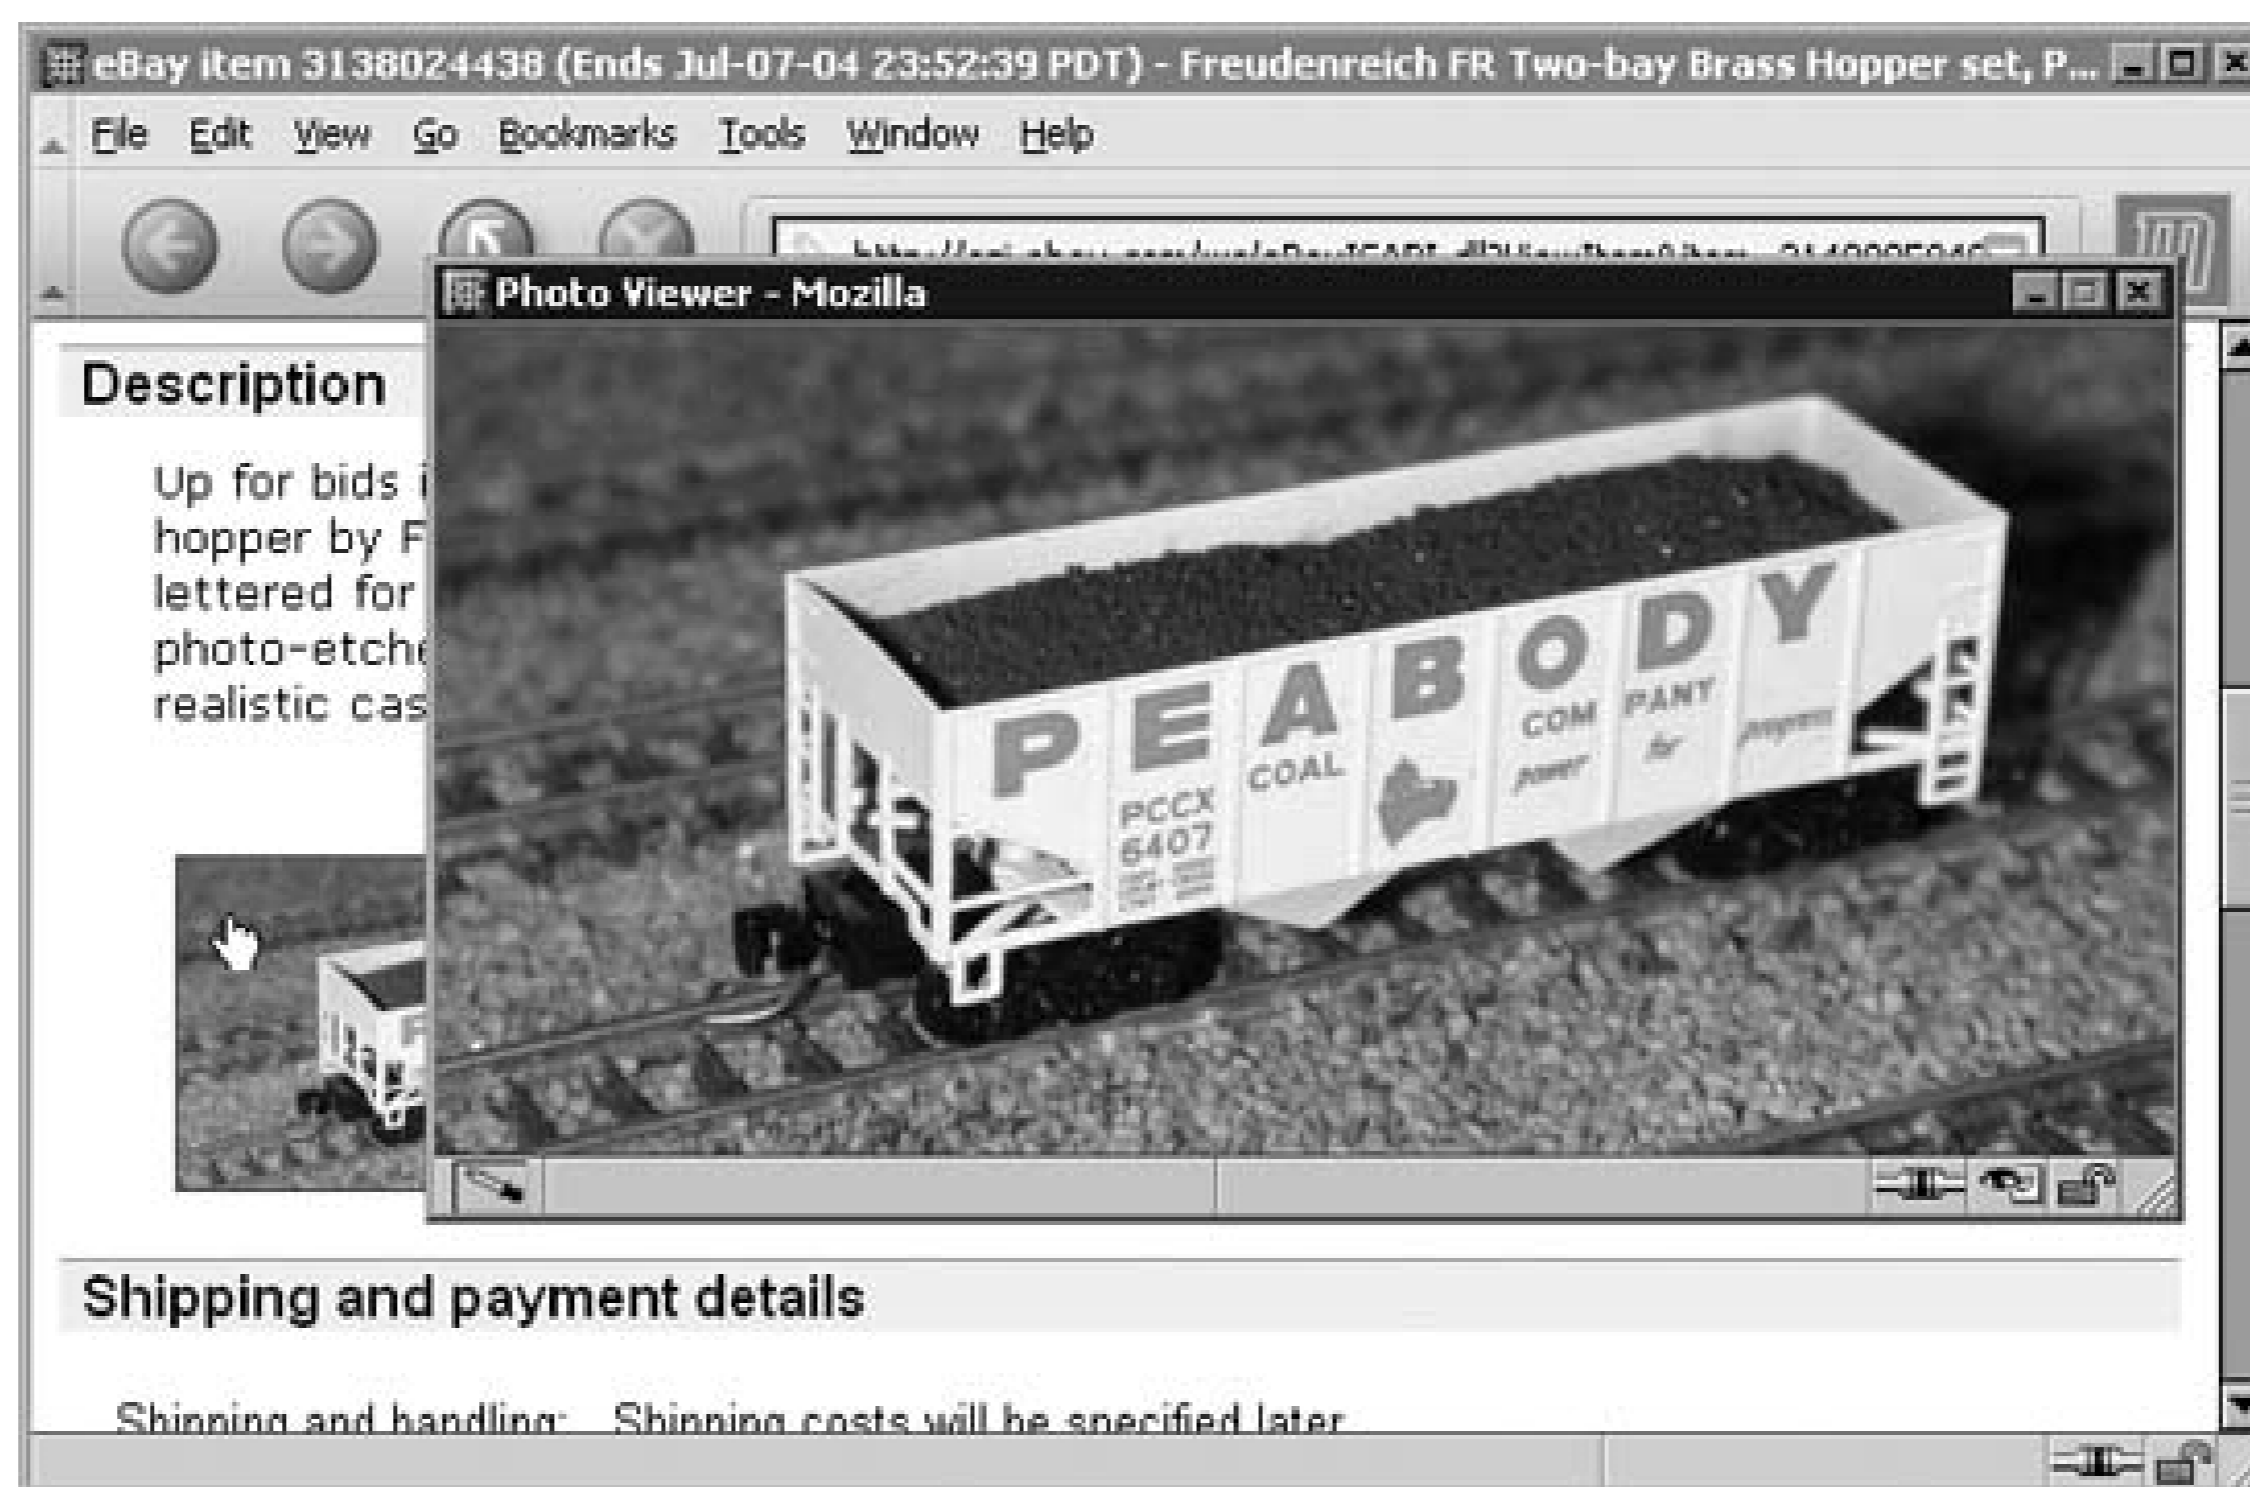 eBay item 3138024438 (Ends Jul-07-04 23:52:39 PDT) - Freudenreich FR Two-bay Brass Hopper set, P...
File Edit View Go Bookmarks Tools Window Help
Photo Viewer - Mozilla
Description
Up for bids i
hopper by F
lettered for
photo-etche
realistic cas
PEABODY
COAL COM PANY
power for progress
PCCX
6407
Shipping and payment details
Shipping and handling: Shipping costs will be specified later